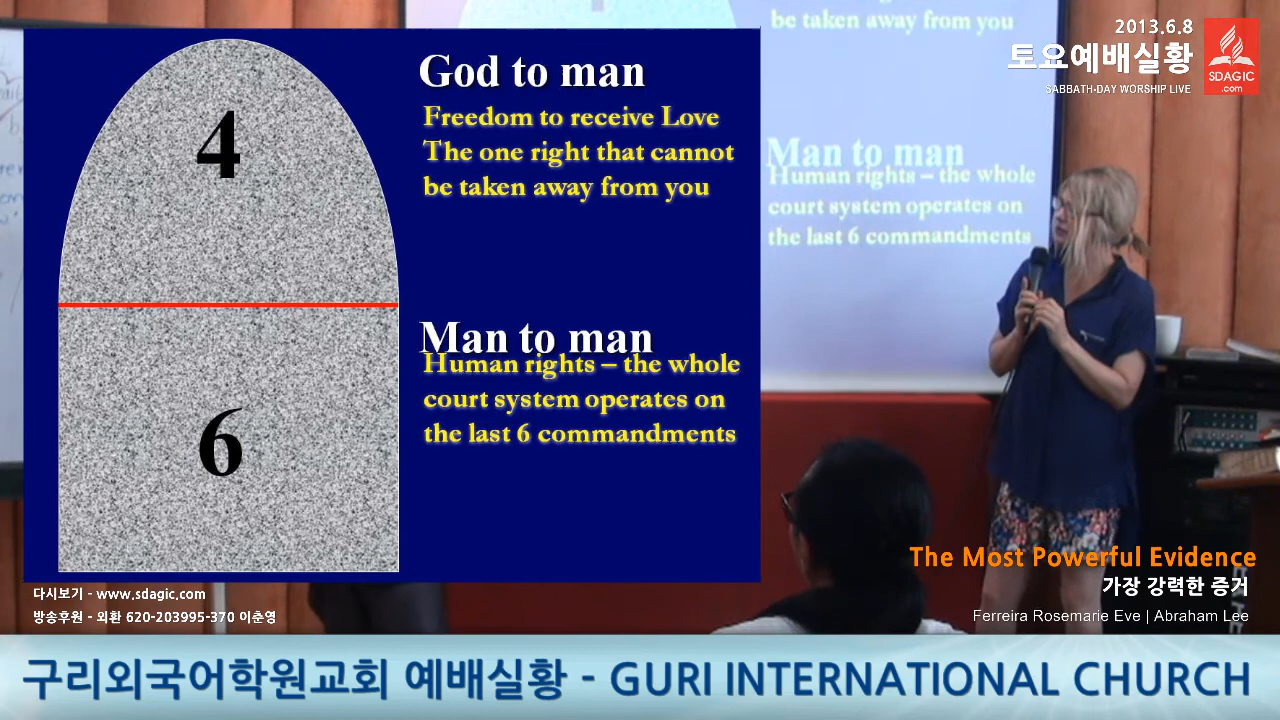 God to man
Freedom to receive Love
The one right that cannot
be taken away from you
4
Man to man
Human rights – the whole
court system operates on
the last 6 commandments
6
be taken away from you
Man to man
Human rights – the whole
court system operates on
the last 6 commandments
2013.6.8
토요예배실황
SABBATH-DAY WORSHIP LIVE
SDAGIC
.com
The Most Powerful Evidence
가장 강력한 증거
Ferreira Rosemarie Eve | Abraham Lee
다시보기 - www.sdagic.com
방송후원 - 외환 620-203995-370 이춘영
구리외국어학원교회 예배실황 - GURI INTERNATIONAL CHURCH